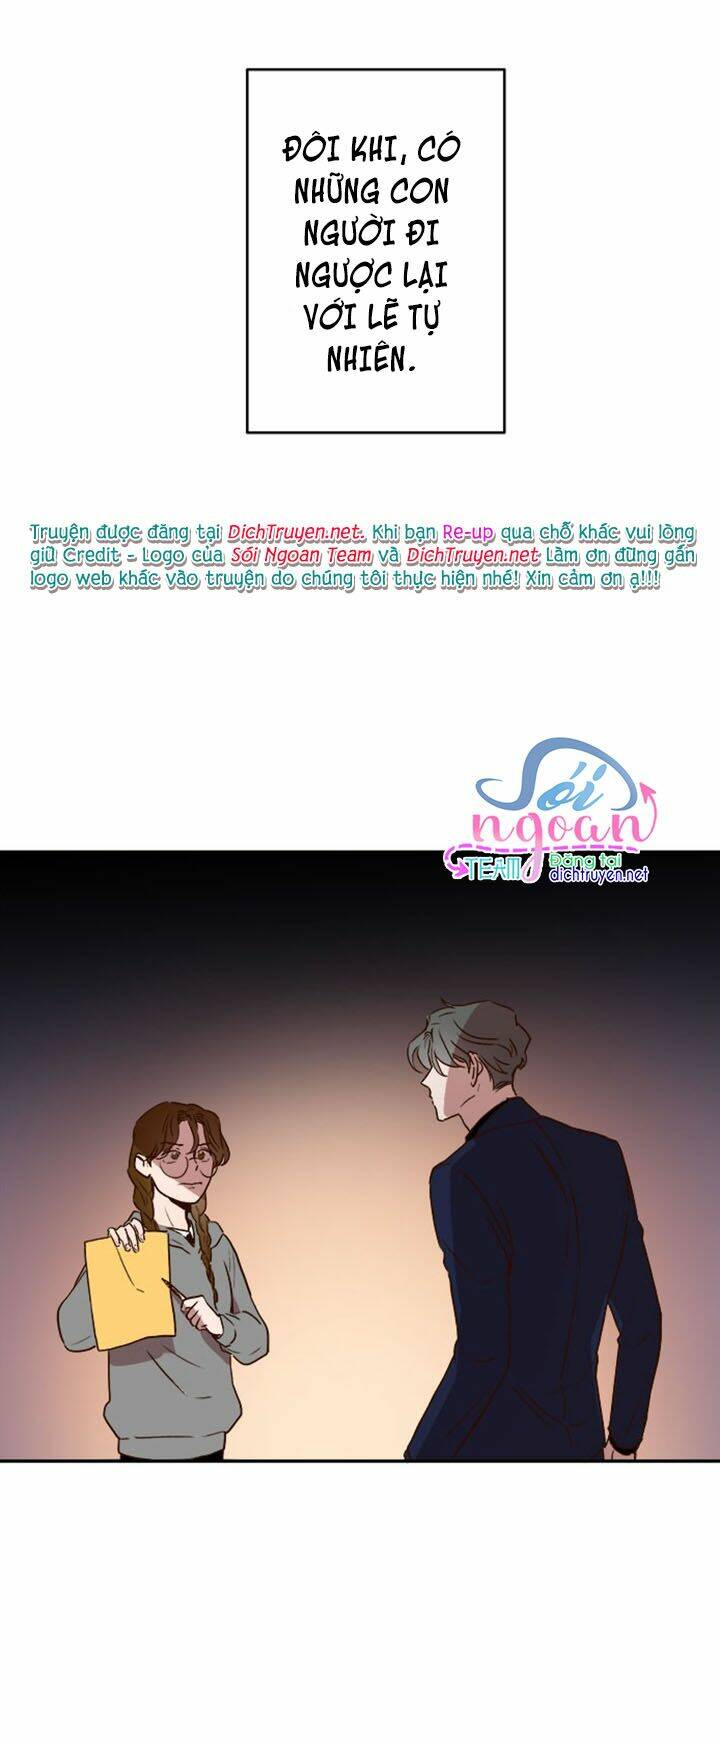 ĐÔI KHI, CÓ
NHỮNG CON
NGƯỜI ĐI
NGƯỢC LẠI
VỚI LẼ TỰ
NHIÊN.
Truyện được đăng tại DichTruyen.net. Khi bạn Re-up qua chỗ khác vui lòng
giữ Credit - Logo của Sói Ngoan Team và DichTruyen.net Làm ơn đừng gắn
logo web khác vào truyện do chúng tôi thực hiện nhé! Xin cảm ơn ạ!!!
Sói
ngoan
TEAM Đăng tại
dichtruyen.net